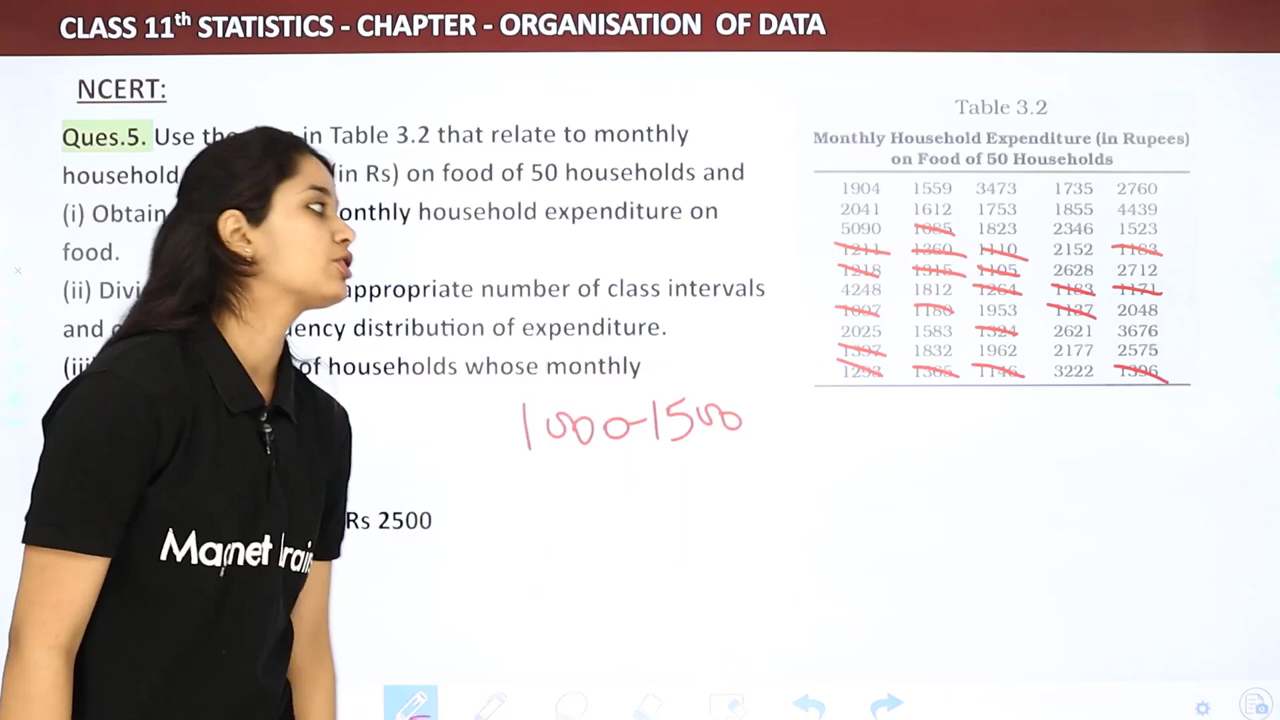 CLASS 11th STATISTICS - CHAPTER - ORGANISATION OF DATA
NCERT:
Ques.5. Use in Table 3.2 that relate to monthly
household (in Rs) on food of 50 households and
(i) Obtain household expenditure on
food.
(ii) appropriate number of class intervals
and distribution of expenditure.
of households whose monthly
Rs 2500
1000-1500
Table 3.2
Monthly Household Expenditure (in Rupees)
on Food of 50 Households
1904 1559 3473 1735 2760
2041 1612 1753 1855 4439
5090 1085 1823 2346 1523
1211 1360 1110 2152 1183
1218 1315 1105 2628 2712
4248 1812 1264 1183 1171
1007 1180 1953 1137 2048
2025 1583 1324 2621 3676
1397 1832 1962 2177 2575
1293 1365 1146 3222 1396